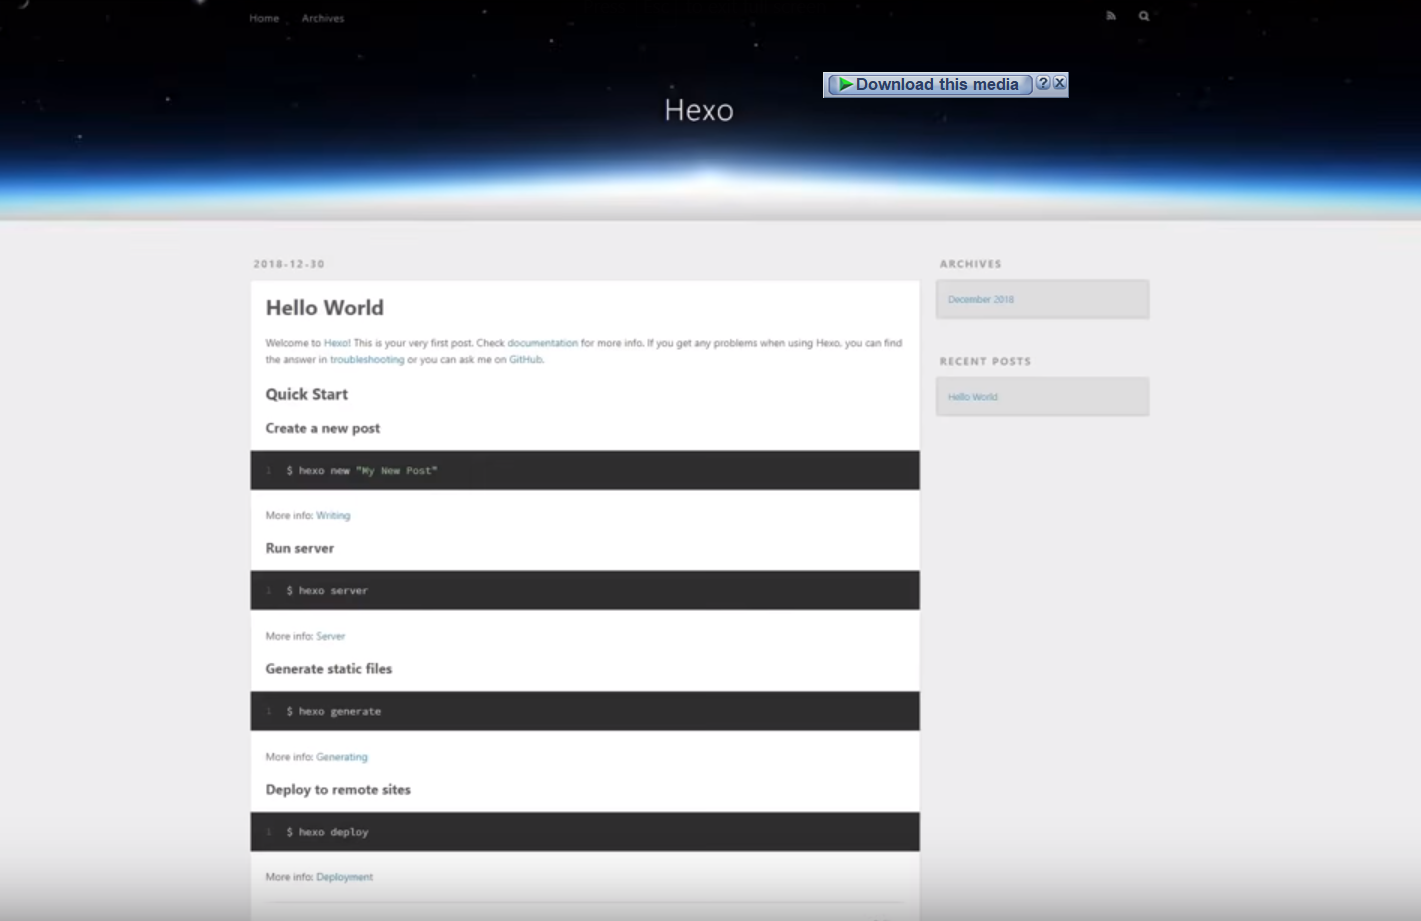 Home Archives
Download this media ? X
Hexo
2018-12-30
Hello World
Welcome to Hexo! This is your very first post. Check documentation for more info. If you get any problems when using Hexo, you can find
the answer in troubleshooting or you can ask me on GitHub.
Quick Start
Create a new post
1 $ hexo new "My New Post"
More info: Writing
Run server
1 $ hexo server
More info: Server
Generate static files
1 $ hexo generate
More info: Generating
Deploy to remote sites
1 $ hexo deploy
More info: Deployment
ARCHIVES
December 2018
RECENT POSTS
Hello World